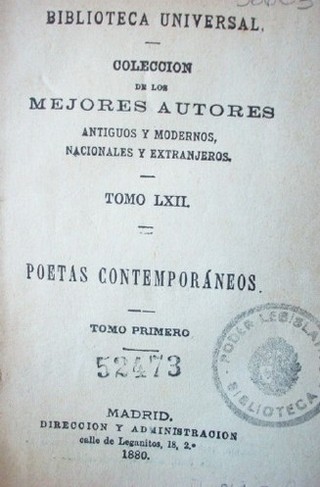 BIBLIOTECA UNIVERSAL.
COLECCION
DE LOS
MEJORES AUTORES
ANTIGUOS Y MODERNOS,
NACIONALES Y EXTRANJEROS.
TOMO LXII.
POETAS CONTEMPORÁNEOS.
TOMO PRIMERO
52473
PODER LEGISLA
BIBLIOTECA
MADRID.
DIRECCION Y ADMINISTRACION
calle de Leganitos, 18, 2.º
1880.